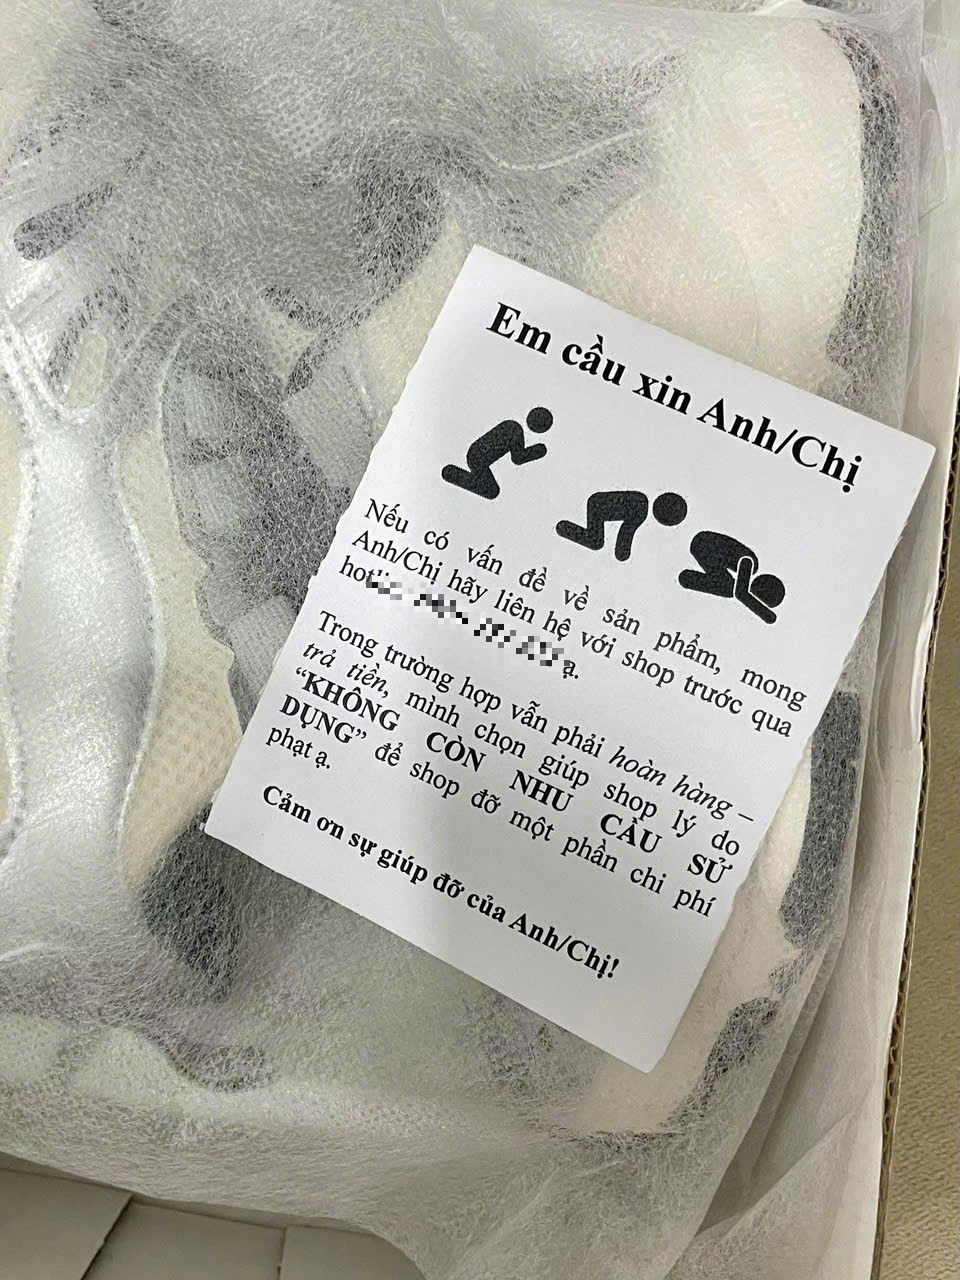 Em cầu xin Anh/Chị
Nếu có vấn đề về sản phẩm, mong
Anh/Chị hãy liên hệ với shop trước qua
ạ.
Trong trường hợp vẫn phải hoàn hàng –
trả tiền, mình chọn giúp shop lý do
“KHÔNG CÒN NHU CẦU SỬ
DỤNG” để shop đỡ một phần chi phí
phạt ạ.
Cảm ơn sự giúp đỡ của Anh/Chị!